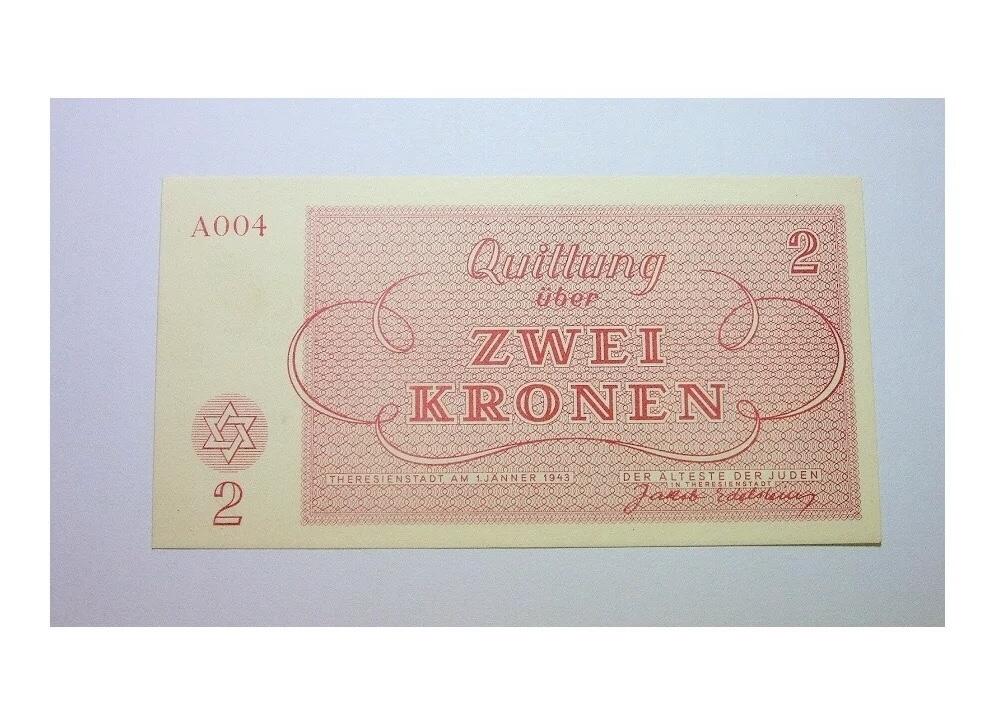 A004
Quittung
2
über
ZWEI
KRONEN
2
THERESIENSTADT AM 1.JÄNNER 1943
DER ÄLTESTE DER JUDEN
IN THERESIENSTADT
Jakob Edelstein